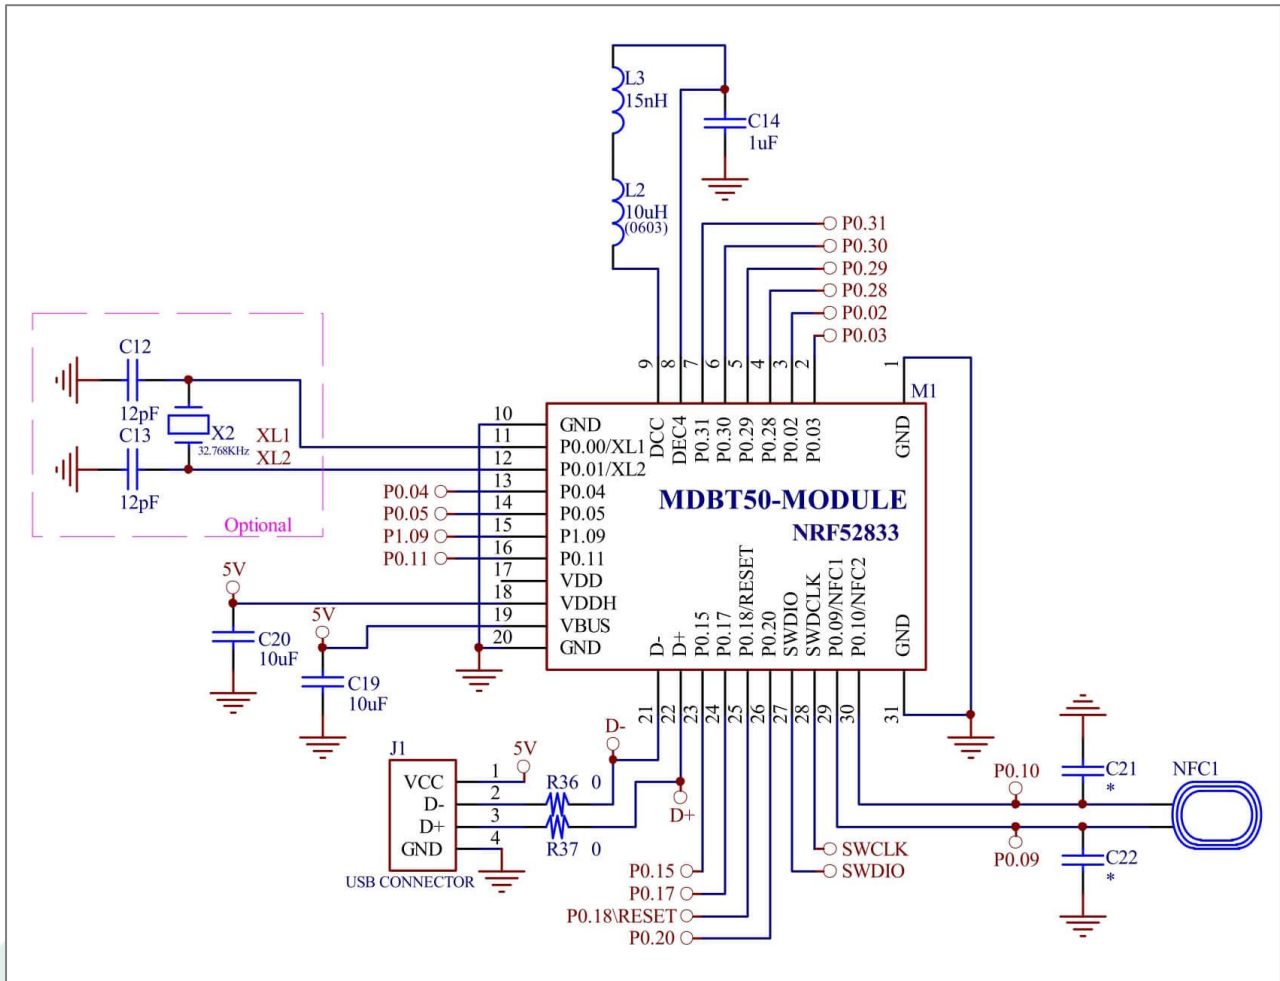 L3
15nH
C14
1uF
L2
10uH
(0603)
P0.31
P0.30
P0.29
P0.28
P0.02
P0.03
9
8
7
6
5
4
3
2
1
M1
C12
12pF
C13
12pF
X2
32.768KHz
XL1
XL2
Optional
10
11
12
13
14
15
16
17
18
19
20
GND
P0.00/XL1
P0.01/XL2
P0.04
P0.05
P1.09
P0.11
VDD
VDDH
VBUS
GND
DCC
DEC4
P0.31
P0.30
P0.29
P0.28
P0.02
P0.03
GND
MDBT50-MODULE
NRF52833
P0.04
P0.05
P1.09
P0.11
5V
C20
10uF
5V
C19
10uF
D-
D+
P0.15
P0.17
P0.18/RESET
P0.20
SWDIO
SWDCLK
P0.09/NFC1
P0.10/NFC2
GND
21
22
23
24
25
26
27
28
29
30
31
J1
VCC
D-
D+
GND
1
2
3
4
USB CONNECTOR
5V
D-
D+
R36 0
R37 0
P0.15
P0.17
P0.18\RESET
P0.20
SWCLK
SWDIO
P0.10
P0.09
C21
*
C22
*
NFC1